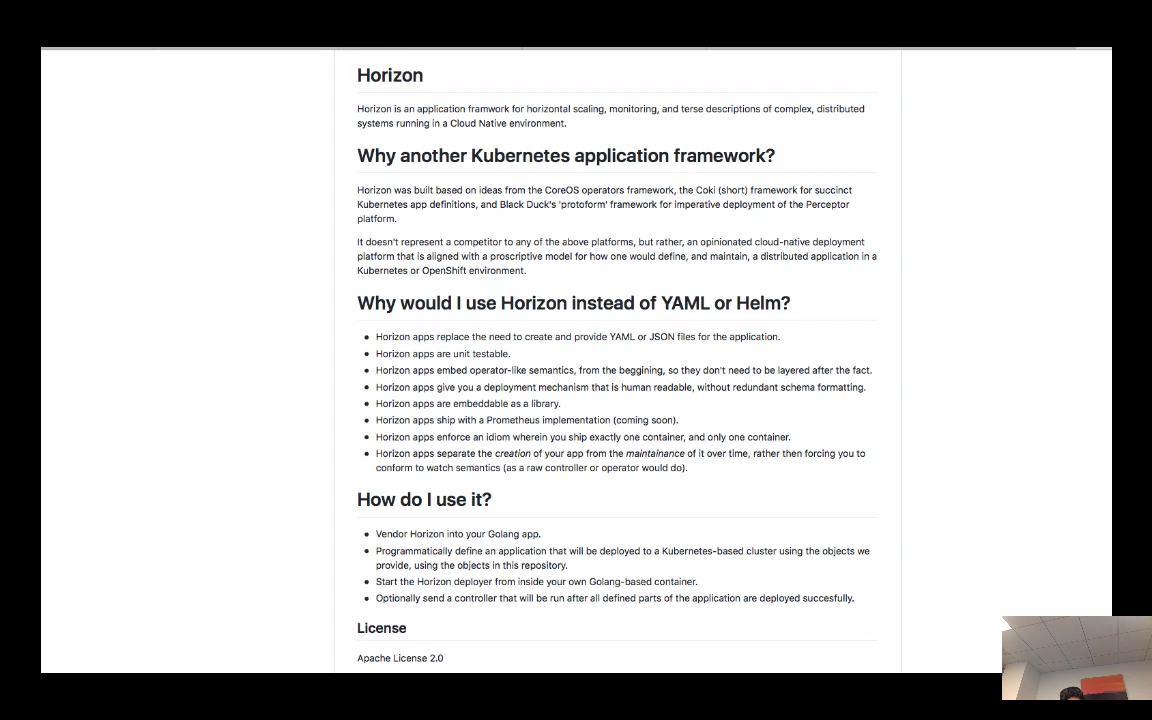 Horizon
Horizon is an application framwork for horizontal scaling, monitoring, and terse descriptions of complex, distributed
systems running in a Cloud Native environment.
Why another Kubernetes application framework?
Horizon was built based on ideas from the CoreOS operators framework, the Coki (short) framework for succinct
Kubernetes app definitions, and Black Duck's 'protoform' framework for imperative deployment of the Perceptor
platform.
It doesn't represent a competitor to any of the above platforms, but rather, an opinionated cloud-native deployment
platform that is aligned with a proscriptive model for how one would define, and maintain, a distributed application in a
Kubernetes or OpenShift environment.
Why would I use Horizon instead of YAML or Helm?
• Horizon apps replace the need to create and provide YAML or JSON files for the application.
• Horizon apps are unit testable.
• Horizon apps embed operator-like semantics, from the beggining, so they don't need to be layered after the fact.
• Horizon apps give you a deployment mechanism that is human readable, without redundant schema formatting.
• Horizon apps are embeddable as a library.
• Horizon apps ship with a Prometheus implementation (coming soon).
• Horizon apps enforce an idiom wherein you ship exactly one container, and only one container.
• Horizon apps separate the creation of your app from the maintainance of it over time, rather then forcing you to
conform to watch semantics (as a raw controller or operator would do).
How do I use it?
• Vendor Horizon into your Golang app.
• Programmatically define an application that will be deployed to a Kubernetes-based cluster using the objects we
provide, using the objects in this repository.
• Start the Horizon deployer from inside your own Golang-based container.
• Optionally send a controller that will be run after all defined parts of the application are deployed succesfully.
License
Apache License 2.0